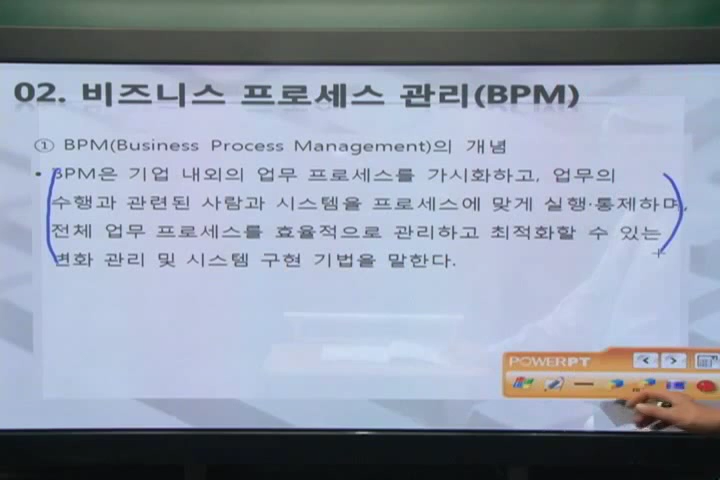 02. 비즈니스 프로세스 관리(BPM)
① BPM(Business Process Management)의 개념
• BPM은 기업 내외의 업무 프로세스를 가시화하고, 업무의
수행과 관련된 사람과 시스템을 프로세스에 맞게 실행·통제하며,
전체 업무 프로세스를 효율적으로 관리하고 최적화할 수 있는
변화 관리 및 시스템 구현 기법을 말한다.
POWERPT